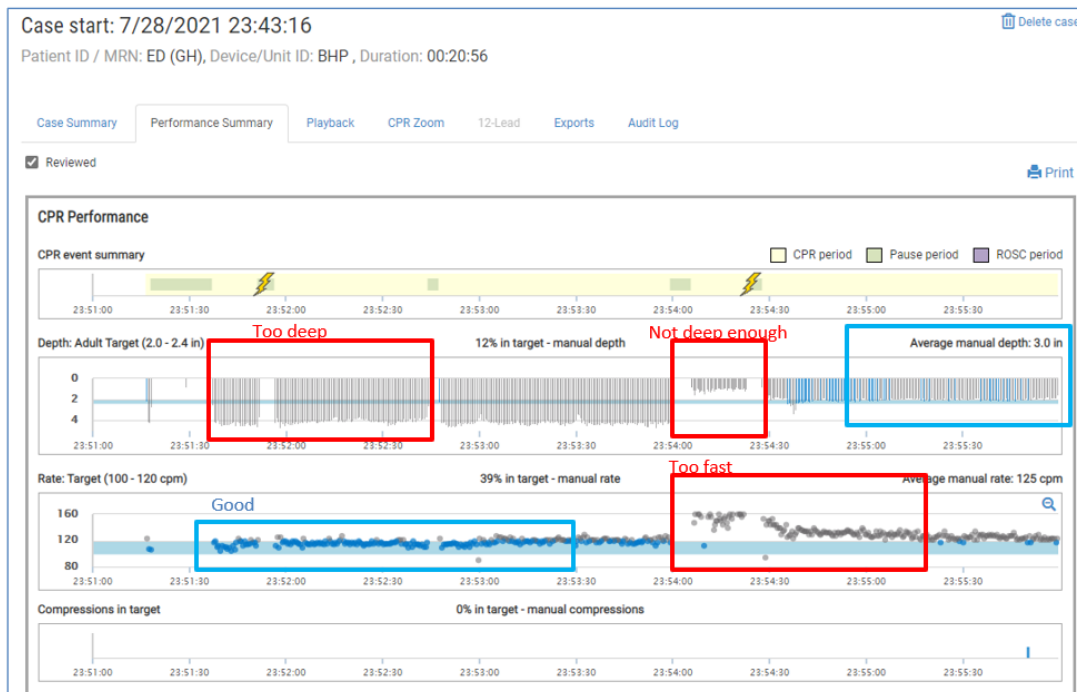 Case start: 7/28/2021 23:43:16
Delete case
Patient ID / MRN: ED (GH), Device/Unit ID: BHP , Duration: 00:20:56
Case Summary Performance Summary Playback CPR Zoom 12-Lead Exports Audit Log
Reviewed
Print
CPR Performance
CPR event summary CPR period Pause period ROSC period
23:51:00 23:51:30 23:52:00 23:52:30 23:53:00 23:53:30 23:54:00 23:54:30 23:55:00 23:55:30
Too deep Not deep enough
Depth: Adult Target (2.0 - 2.4 in) 12% in target - manual depth Average manual depth: 3.0 in
0
2
4
23:51:00 23:51:30 23:52:00 23:52:30 23:53:00 23:53:30 23:54:00 23:54:30 23:55:00 23:55:30
Too fast
Rate: Target (100 - 120 cpm) 39% in target - manual rate Average manual rate: 125 cpm
Good
160
120
80
23:51:00 23:51:30 23:52:00 23:52:30 23:53:00 23:53:30 23:54:00 23:54:30 23:55:00 23:55:30
Compressions in target 0% in target - manual compressions
23:51:00 23:51:30 23:52:00 23:52:30 23:53:00 23:53:30 23:54:00 23:54:30 23:55:00 23:55:30